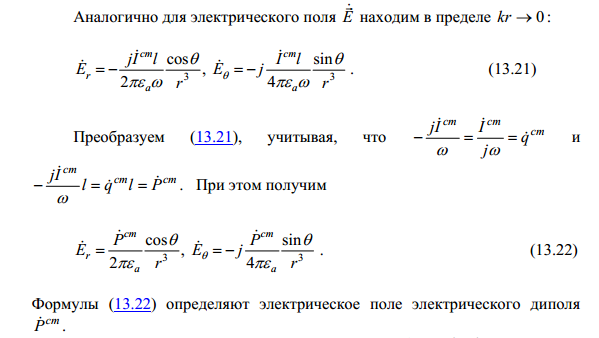 Аналогично для электрического поля $\dot{\vec{E}}$ находим в пределе $kr \to 0$:
$\dot{E}_r = -\frac{j\dot{I}^{cm}l}{2\pi\varepsilon_a\omega}\frac{\cos\theta}{r^3}$, $\dot{E}_\theta = -j\frac{\dot{I}^{cm}l}{4\pi\varepsilon_a\omega}\frac{\sin\theta}{r^3}$. (13.21)
Преобразуем (13.21), учитывая, что $-\frac{j\dot{I}^{cm}}{\omega} = \frac{\dot{I}^{cm}}{j\omega} = \dot{q}^{cm}$ и
$-\frac{j\dot{I}^{cm}}{\omega}l = \dot{q}^{cm}l = \dot{P}^{cm}$. При этом получим
$\dot{E}_r = \frac{\dot{P}^{cm}}{2\pi\varepsilon_a}\frac{\cos\theta}{r^3}$, $\dot{E}_\theta = -j\frac{\dot{P}^{cm}}{4\pi\varepsilon_a}\frac{\sin\theta}{r^3}$. (13.22)
Формулы (13.22) определяют электрическое поле электрического диполя
$\dot{P}^{cm}$.